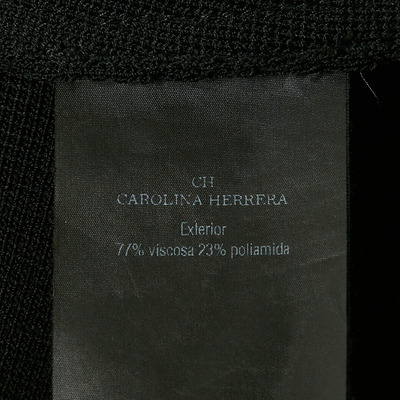 CH
CAROLINA HERRERA
Exterior
77% viscosa 23% poliamida